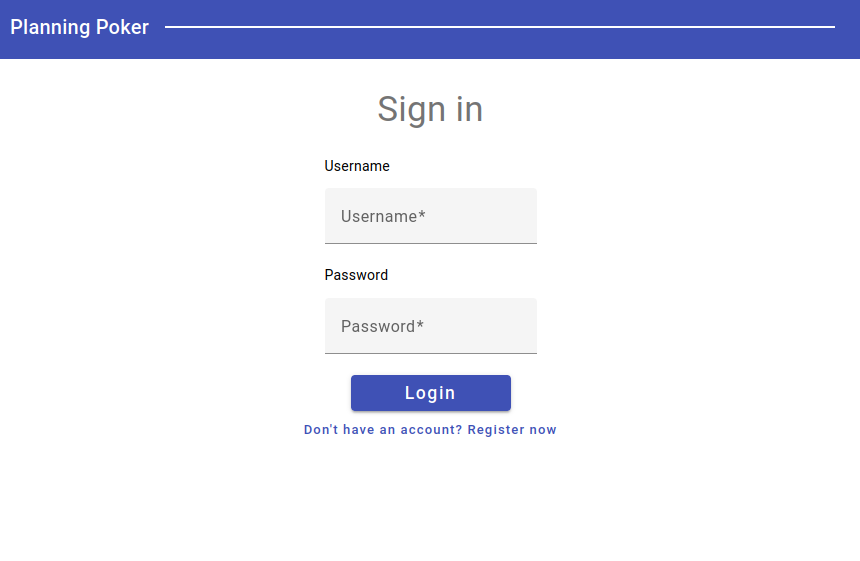 Planning Poker
Sign in
Username
Username*
Password
Password*
Login
Don't have an account? Register now